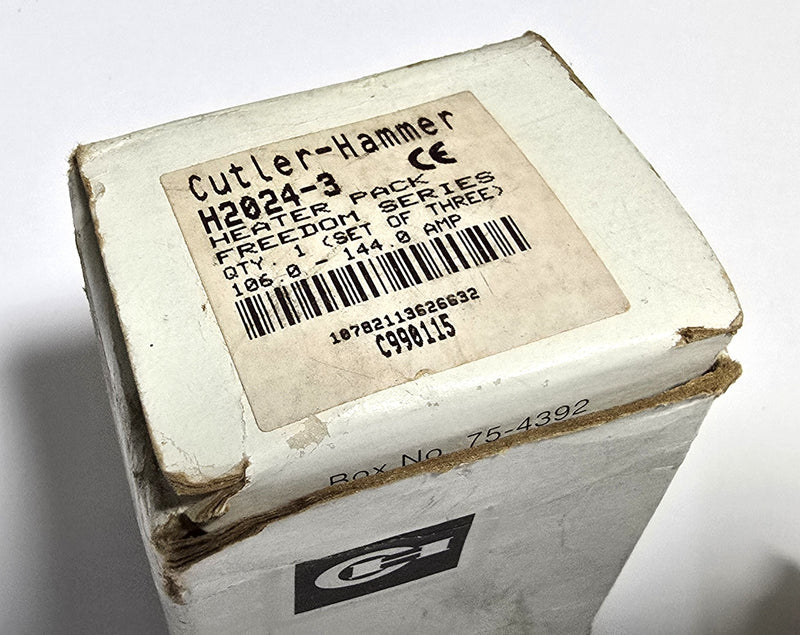 Cutler-Hammer
CE
H2024-3
HEATER PACK
FREEDOM SERIES
QTY. 1 (SET OF THREE)
106.0 - 144.0 AMP
10782113626632
C990115
Box No. 75-4392
CH